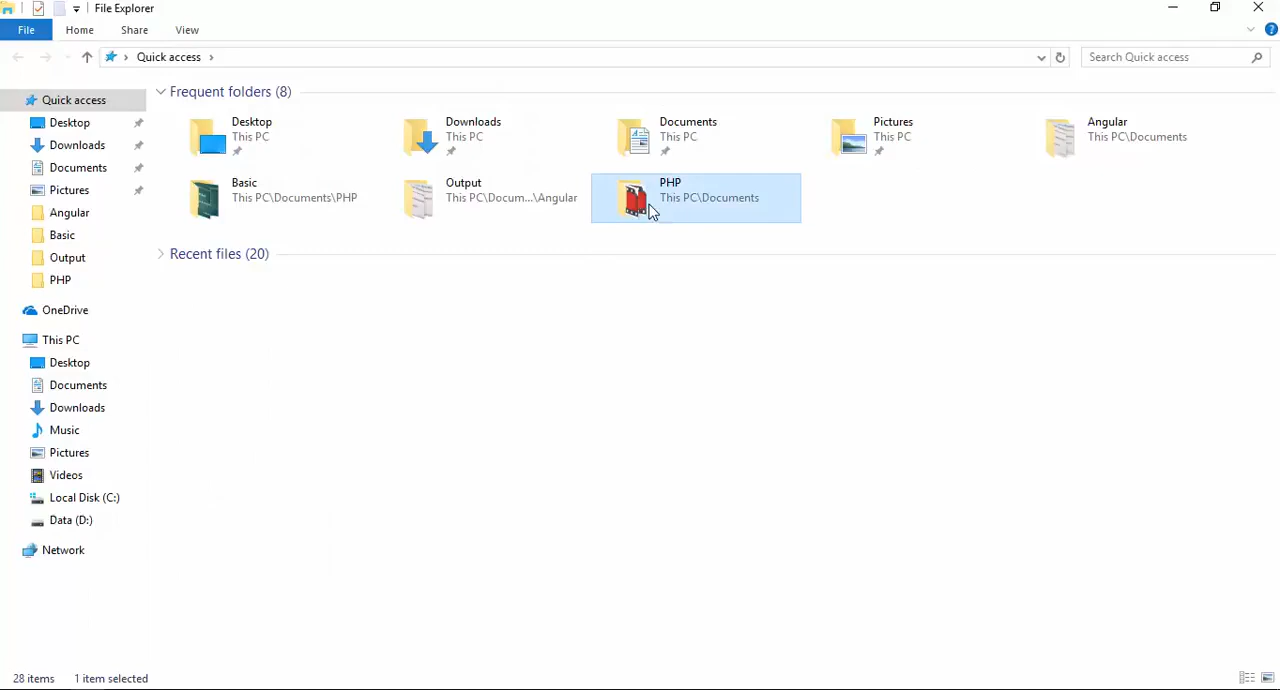 File Explorer
File Home Share View
Quick access
Search Quick access
Quick access
Desktop
Downloads
Documents
Pictures
Angular
Basic
Output
PHP
OneDrive
This PC
Desktop
Documents
Downloads
Music
Pictures
Videos
Local Disk (C:)
Data (D:)
Network
Frequent folders (8)
Desktop
This PC
Downloads
This PC
Documents
This PC
Pictures
This PC
Angular
This PC\Documents
Basic
This PC\Documents\PHP
Output
This PC\Docum...\Angular
PHP
This PC\Documents
Recent files (20)
28 items 1 item selected